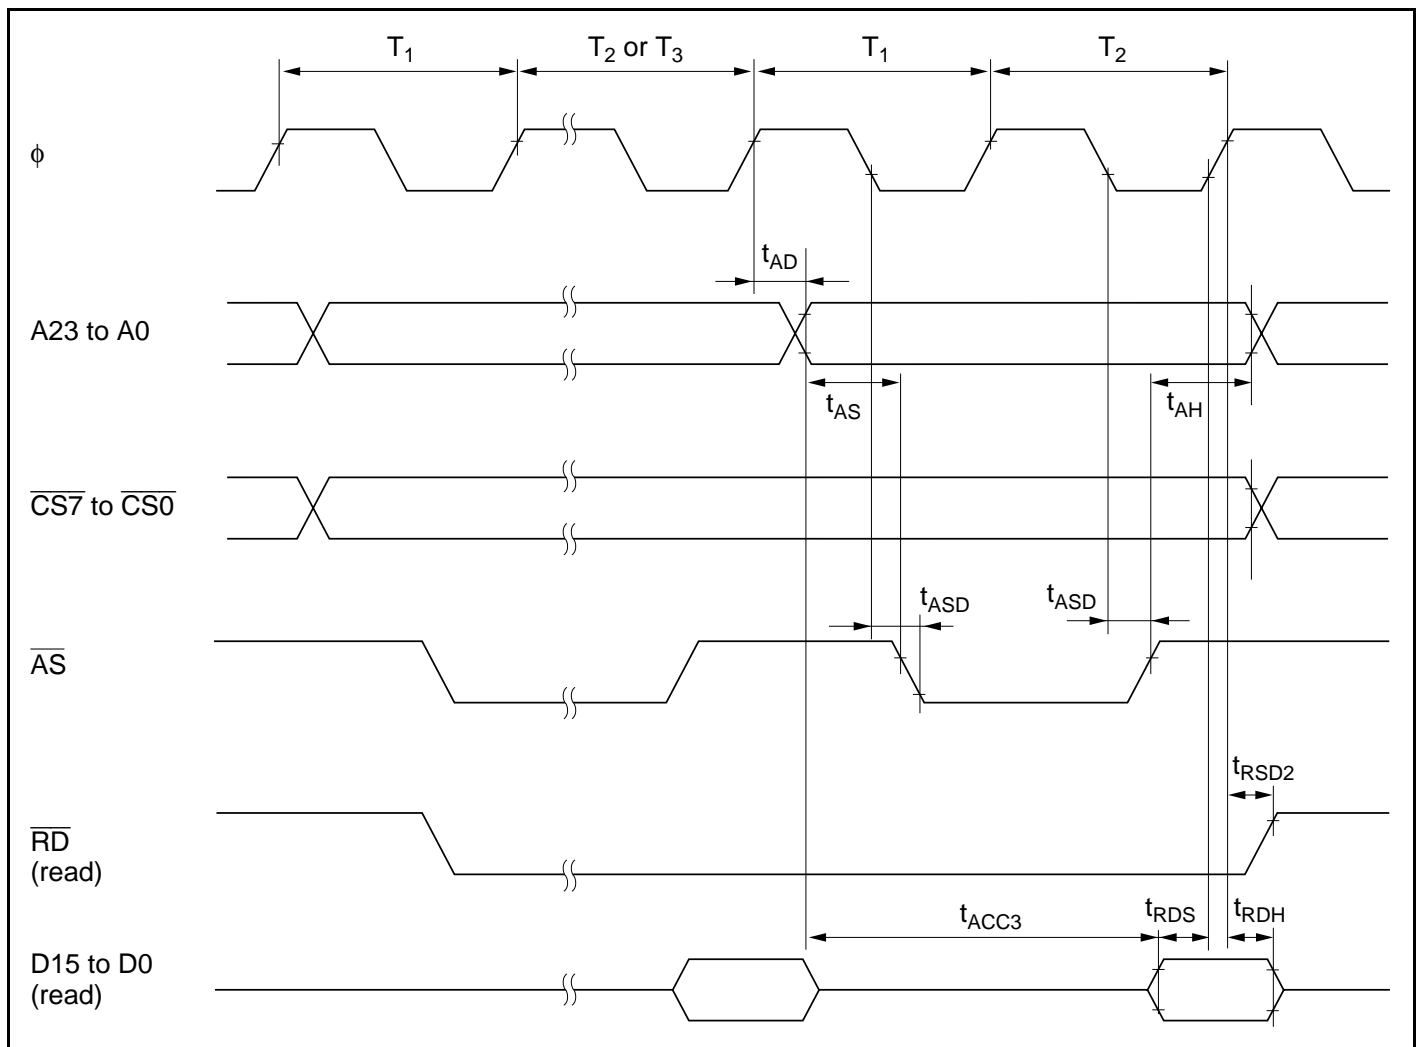 T1 T2 or T3 T1 T2
ϕ
tAD
A23 to A0
tAS tAH
CS7 to CS0
tASD tASD
AS
tRSD2
RD
(read)
tACC3 tRDS tRDH
D15 to D0
(read)